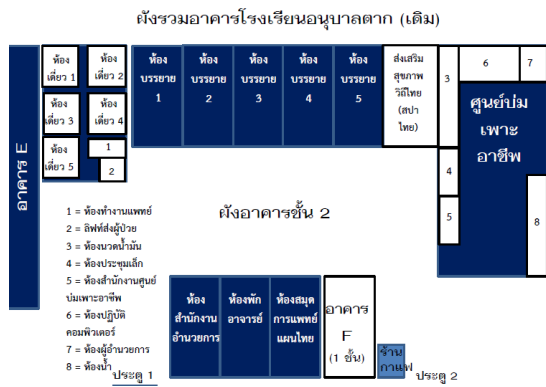 ผังรวมอาคารโรงเรียนอนุบาลตาก (เดิม)
ห้อง
เดี่ยว 1
ห้อง
เดี่ยว 2
ห้อง
บรรยาย
1
ห้อง
บรรยาย
2
ห้อง
บรรยาย
3
ห้อง
บรรยาย
4
ห้อง
บรรยาย
5
ส่งเสริม
สุขภาพ
วิถีไทย
(สปา
ไทย)
3
6
7
ห้อง
เดี่ยว 3
ห้อง
เดี่ยว 4
ศูนย์บ่ม
เพาะ
อาชีพ
ห้อง
เดี่ยว 5
1
2
4
5
8
อาคาร E
ผังอาคารชั้น 2
1 = ห้องทำงานแพทย์
2 = ลิฟท์ส่งผู้ป่วย
3 = ห้องนวดน้ำมัน
4 = ห้องประชุมเล็ก
5 = ห้องสำนักงานศูนย์
บ่มเพาะอาชีพ
6 = ห้องปฏิบัติ
คอมพิวเตอร์
7 = ห้องผู้อำนวยการ
8 = ห้องน้ำ
ห้อง
สำนักงาน
อำนวยการ
ห้องพัก
อาจารย์
ห้องสมุด
การแพทย์
แผนไทย
อาคาร
F
(1 ชั้น)
ร้าน
กาแฟ
ประตู 1
ประตู 2